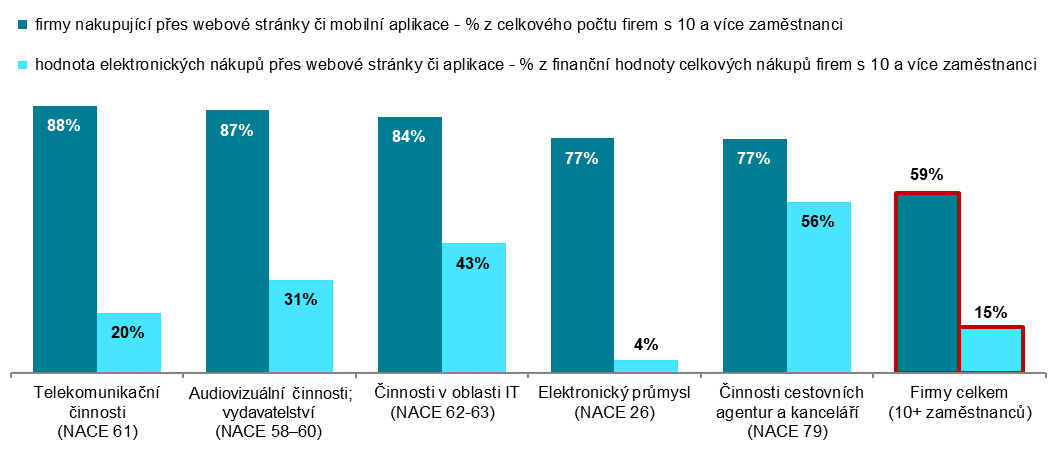 firmy nakupující přes webové stránky či mobilní aplikace - % z celkového počtu firem s 10 a více zaměstnanci
hodnota elektronických nákupů přes webové stránky či aplikace - % z finanční hodnoty celkových nákupů firem s 10 a více zaměstnanci
88%
20%
87%
31%
84%
43%
77%
4%
77%
56%
59%
15%
Telekomunikační
činnosti
(NACE 61)
Audiovizuální činnosti;
vydavatelství
(NACE 58–60)
Činnosti v oblasti IT
(NACE 62-63)
Elektronický průmysl
(NACE 26)
Činnosti cestovních
agentur a kanceláří
(NACE 79)
Firmy celkem
(10+ zaměstnanců)